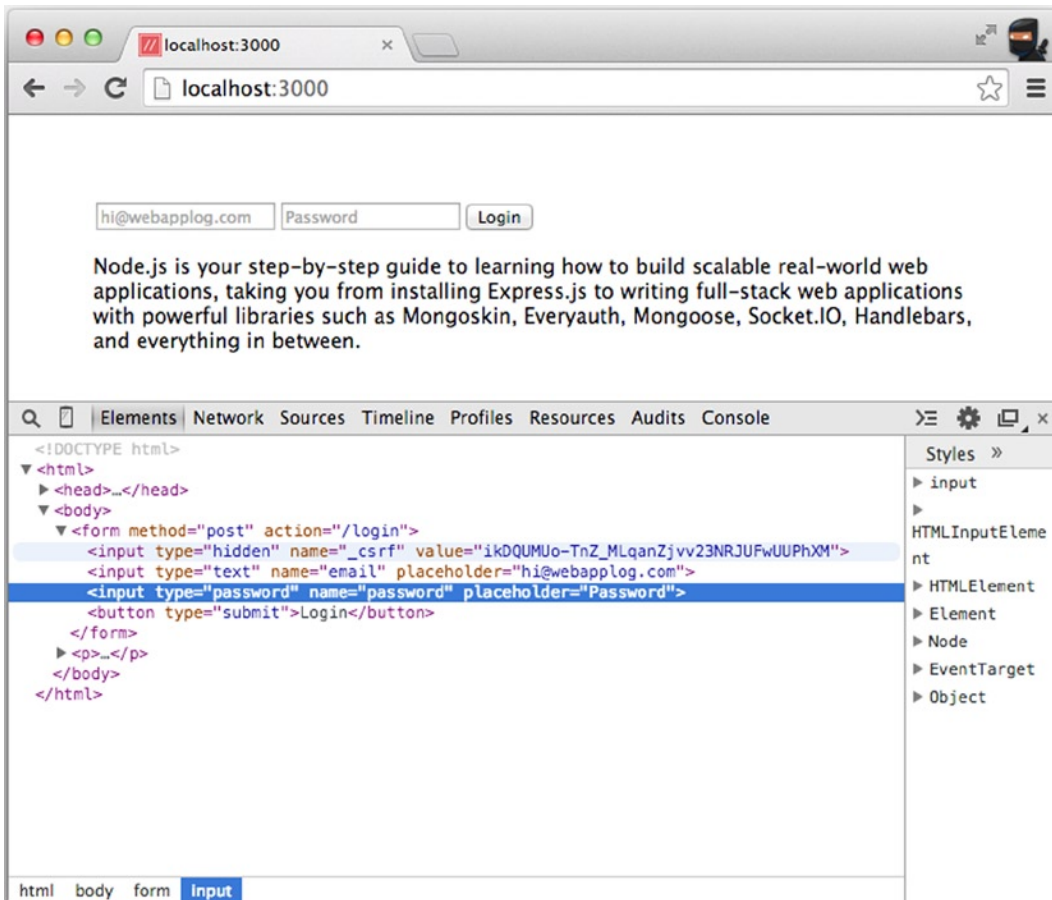 localhost:3000
localhost:3000
hi@webapplog.com Password Login
Node.js is your step-by-step guide to learning how to build scalable real-world web
applications, taking you from installing Express.js to writing full-stack web applications
with powerful libraries such as Mongoskin, Everyauth, Mongoose, Socket.IO, Handlebars,
and everything in between.
Elements Network Sources Timeline Profiles Resources Audits Console
<!DOCTYPE html>
<html>
<head>…</head>
<body>
<form method="post" action="/login">
<input type="hidden" name="_csrf" value="ikDQUMUo-TnZ_MLqanZjvv23NRJUFwUUPhXM">
<input type="text" name="email" placeholder="hi@webapplog.com">
<input type="password" name="password" placeholder="Password">
<button type="submit">Login</button>
</form>
<p>…</p>
</body>
</html>
Styles »
input
HTMLInputEleme
nt
HTMLElement
Element
Node
EventTarget
Object
html body form input